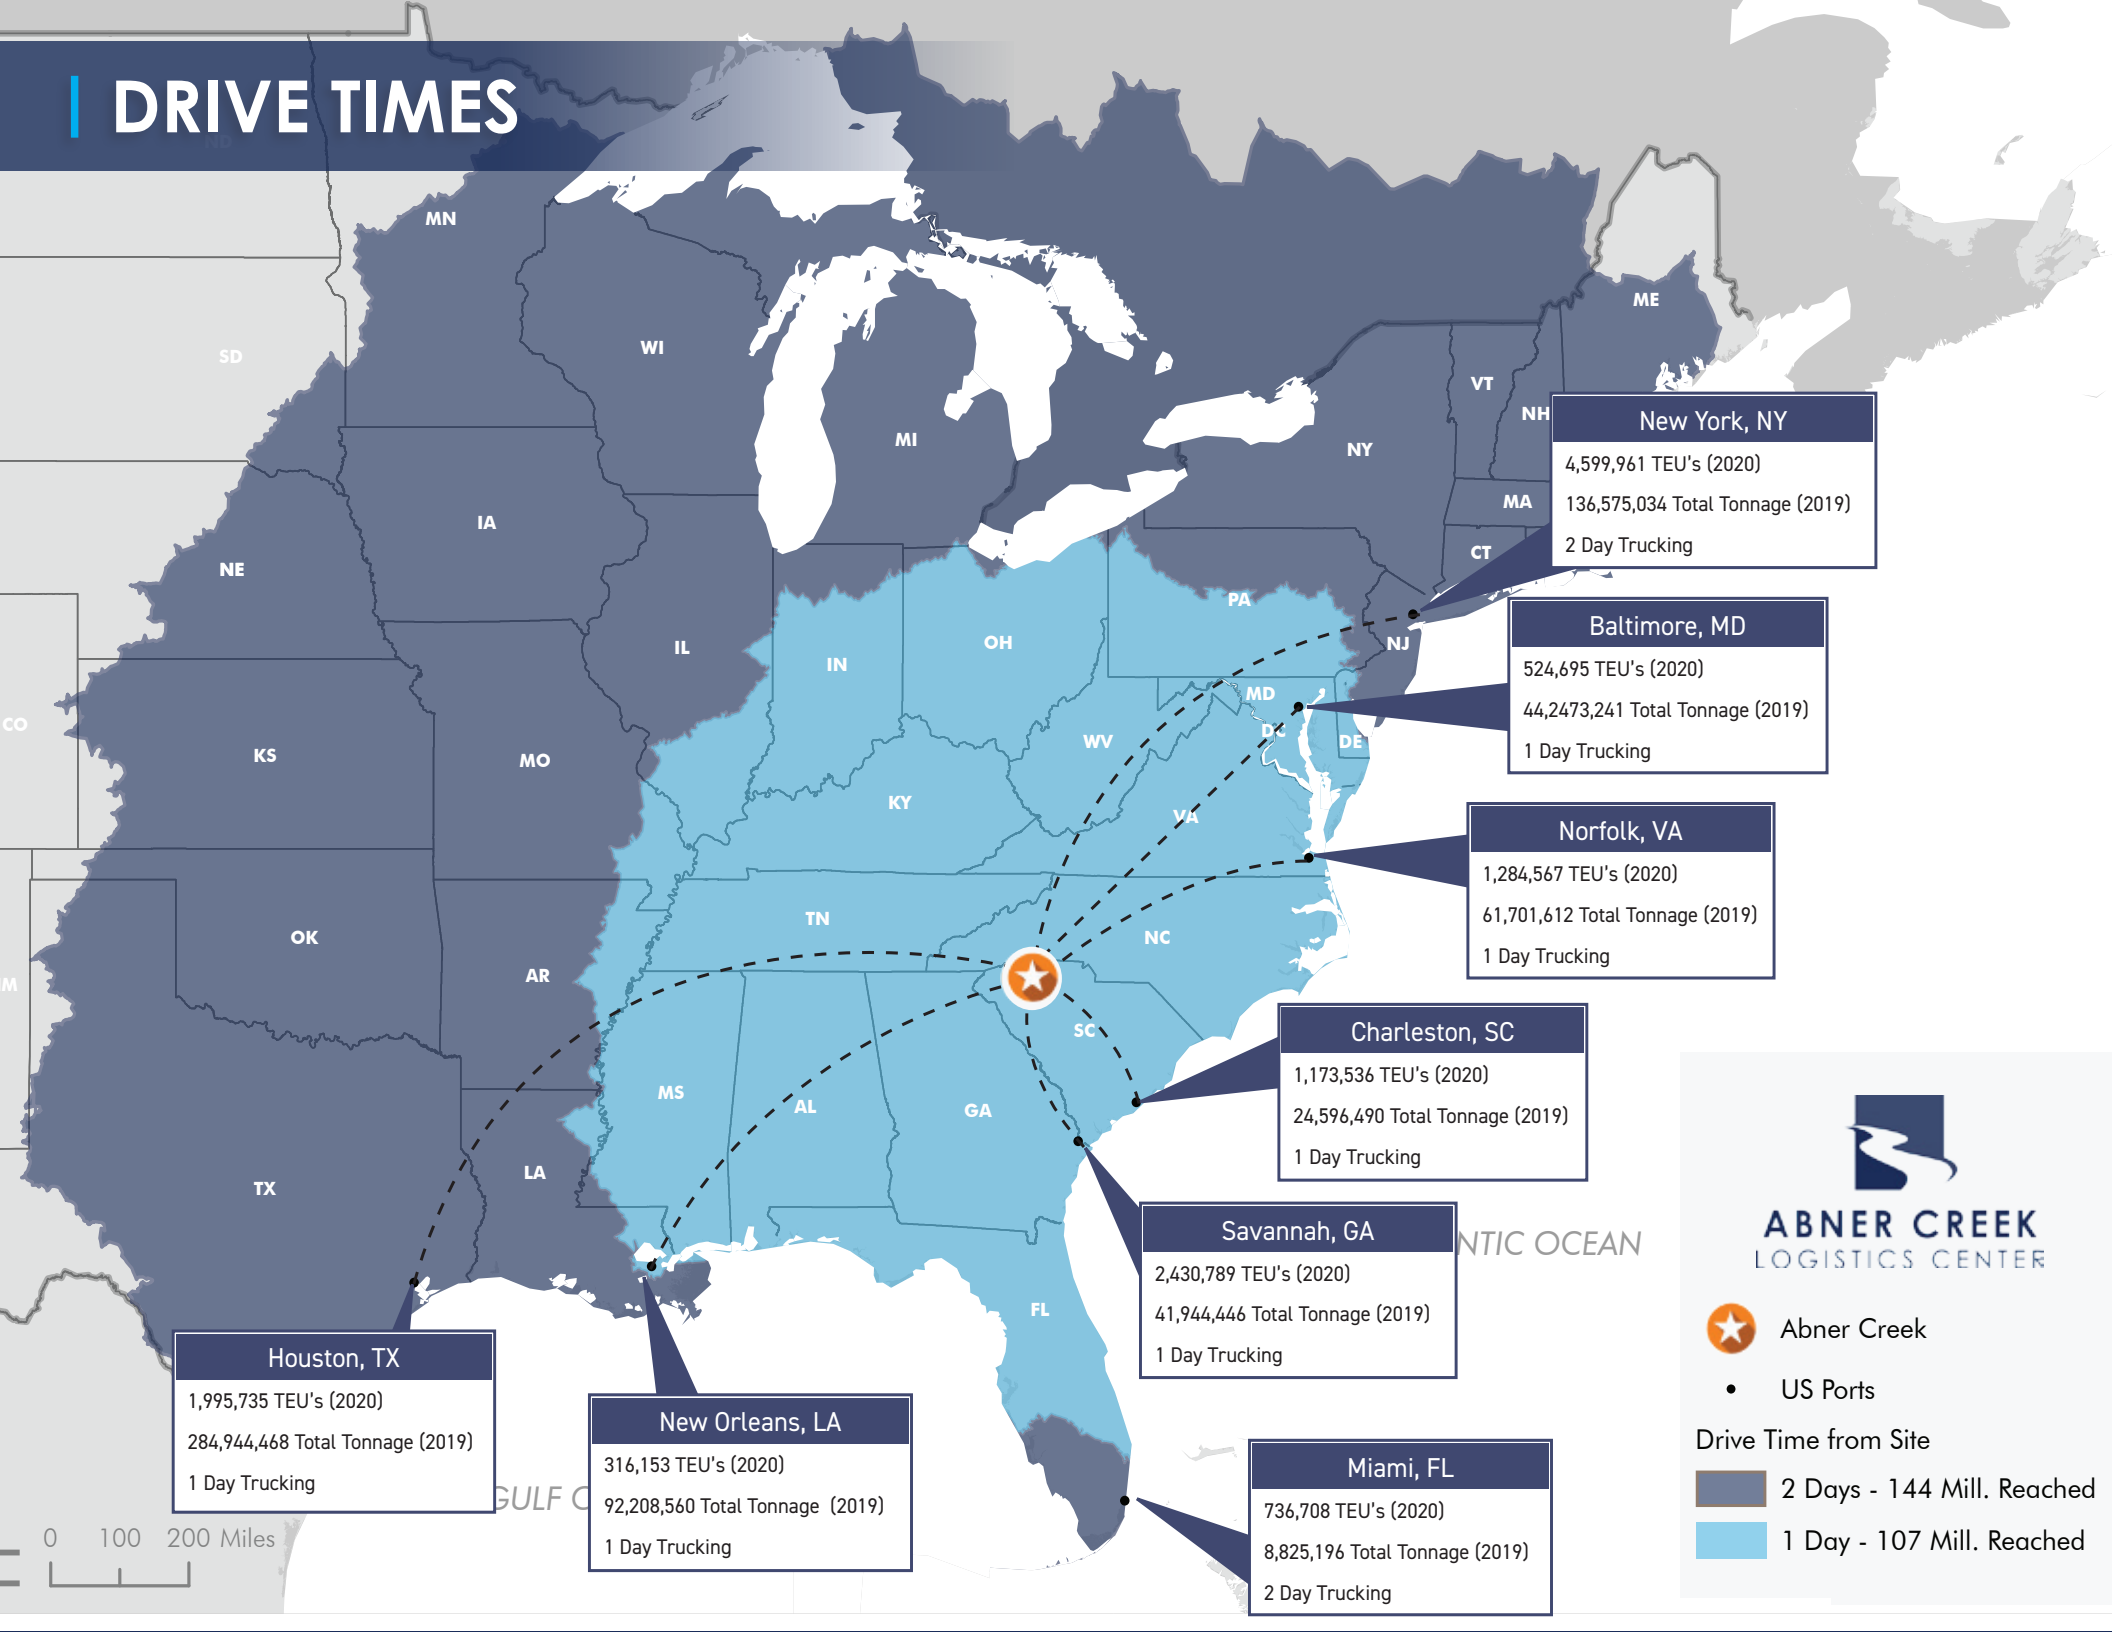 DRIVE TIMES
ND
MN
SD
WI
MI
ME
VT
NH
NY
MA
CT
IA
NE
IL
IN
OH
PA
NJ
MD
DC
DE
CO
KS
MO
WV
KY
VA
OK
AR
TN
NC
M
SC
MS
AL
GA
TX
LA
FL
New York, NY
4,599,961 TEU's (2020)
136,575,034 Total Tonnage (2019)
2 Day Trucking
Baltimore, MD
524,695 TEU's (2020)
44,2473,241 Total Tonnage (2019)
1 Day Trucking
Norfolk, VA
1,284,567 TEU's (2020)
61,701,612 Total Tonnage (2019)
1 Day Trucking
Charleston, SC
1,173,536 TEU's (2020)
24,596,490 Total Tonnage (2019)
1 Day Trucking
Savannah, GA
2,430,789 TEU's (2020)
41,944,446 Total Tonnage (2019)
1 Day Trucking
NTIC OCEAN
Houston, TX
1,995,735 TEU's (2020)
284,944,468 Total Tonnage (2019)
1 Day Trucking
GULF O
New Orleans, LA
316,153 TEU's (2020)
92,208,560 Total Tonnage (2019)
1 Day Trucking
Miami, FL
736,708 TEU's (2020)
8,825,196 Total Tonnage (2019)
2 Day Trucking
0 100 200 Miles
ABNER CREEK
LOGISTICS CENTER
Abner Creek
US Ports
Drive Time from Site
2 Days - 144 Mill. Reached
1 Day - 107 Mill. Reached